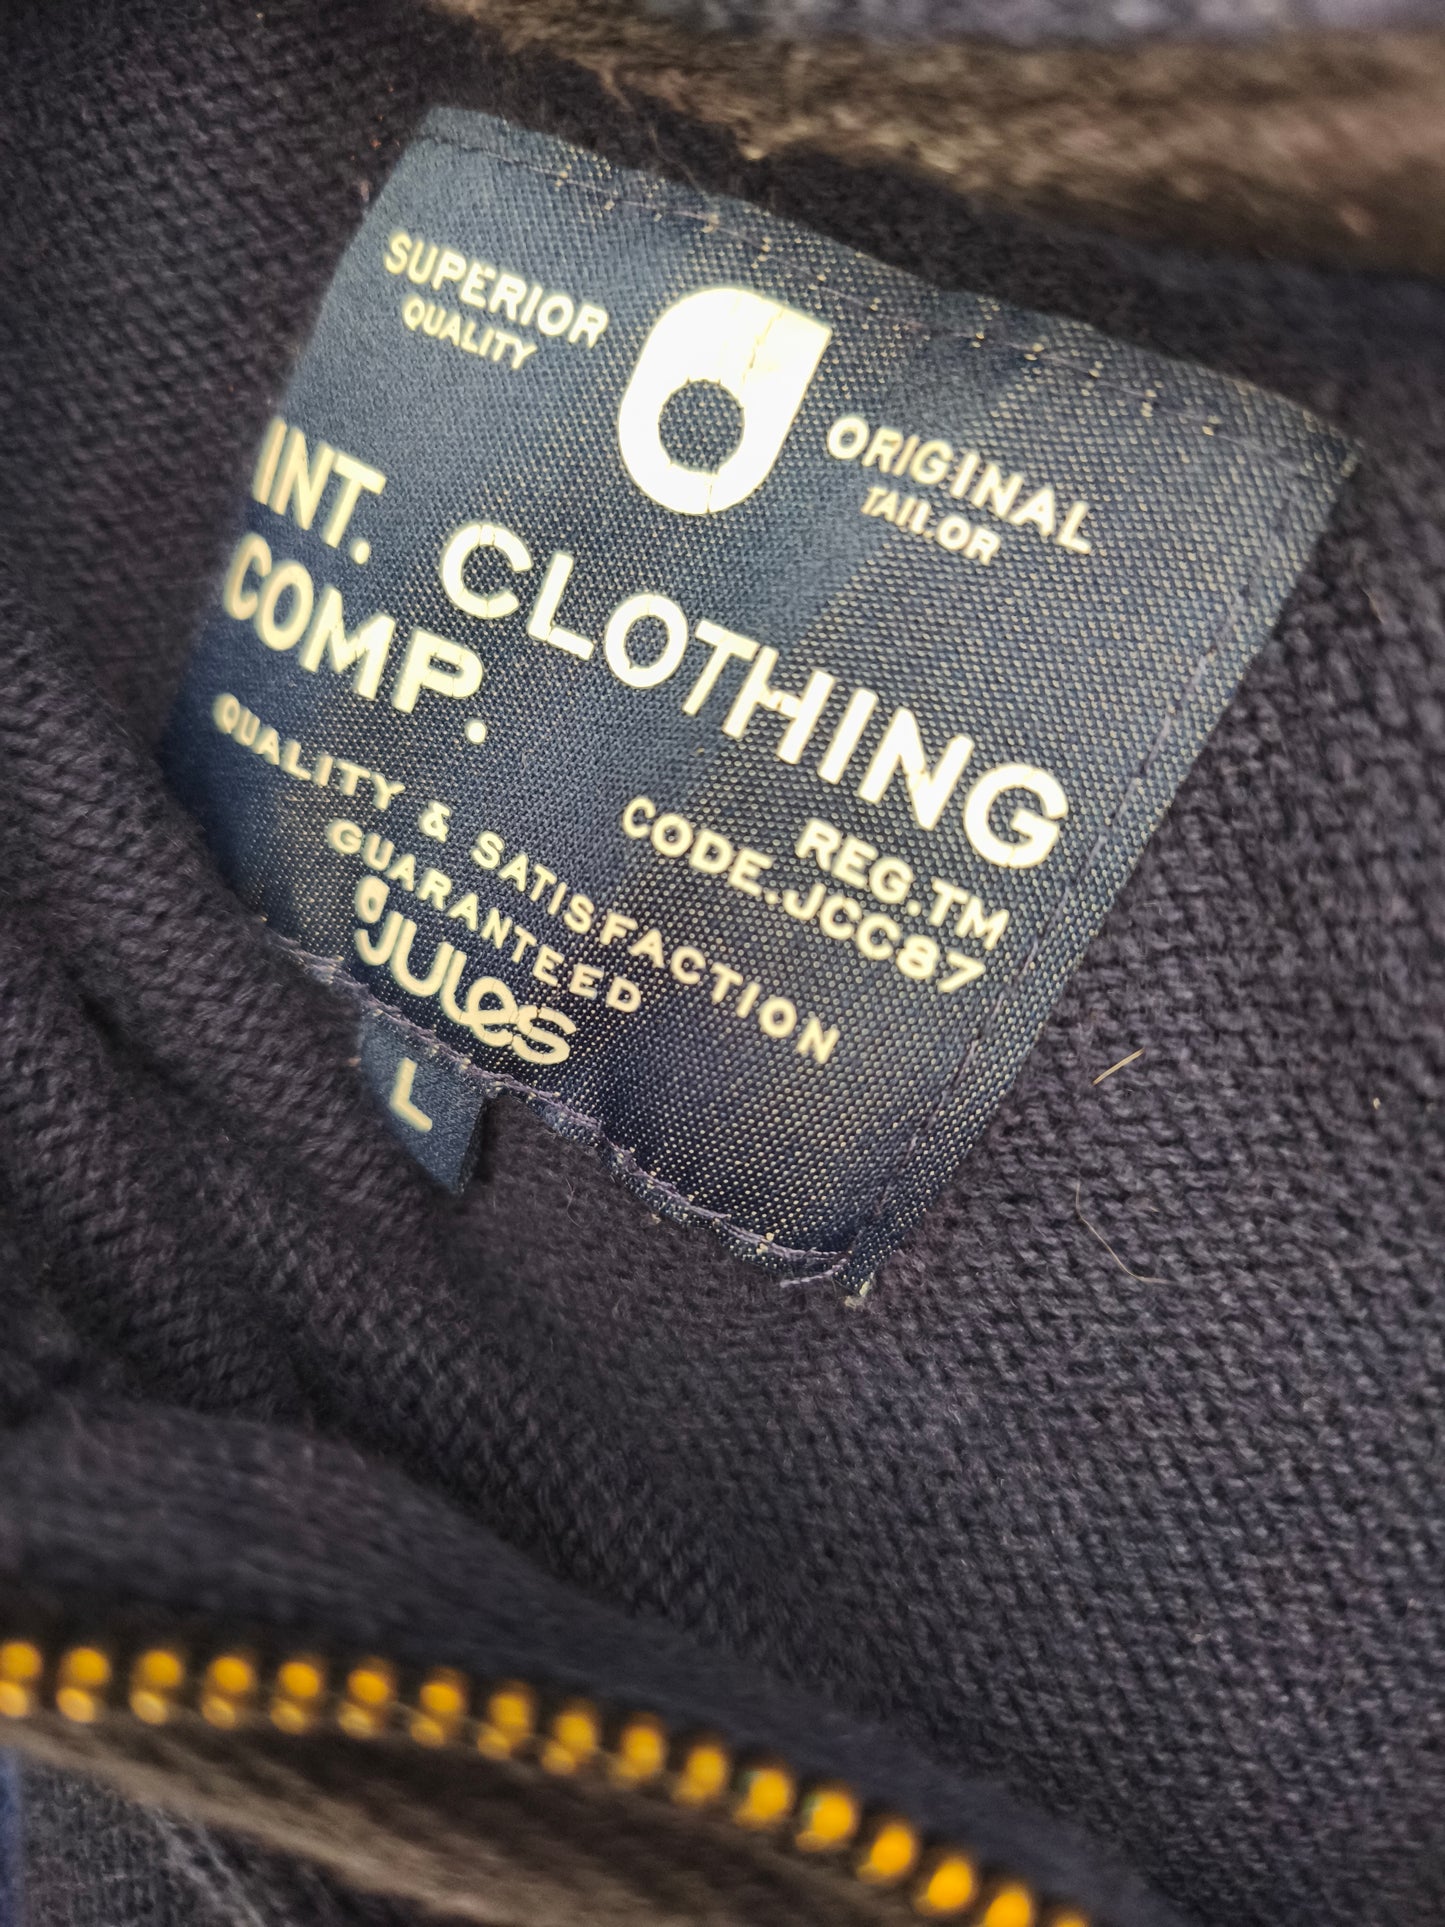 SUPERIOR
QUALITY
ORIGINAL
TAILOR
INT. CLOTHING
COMP.
REG.TM
CODE.JCC87
QUALITY & SATISFACTION
GUARANTEED
JULES
L